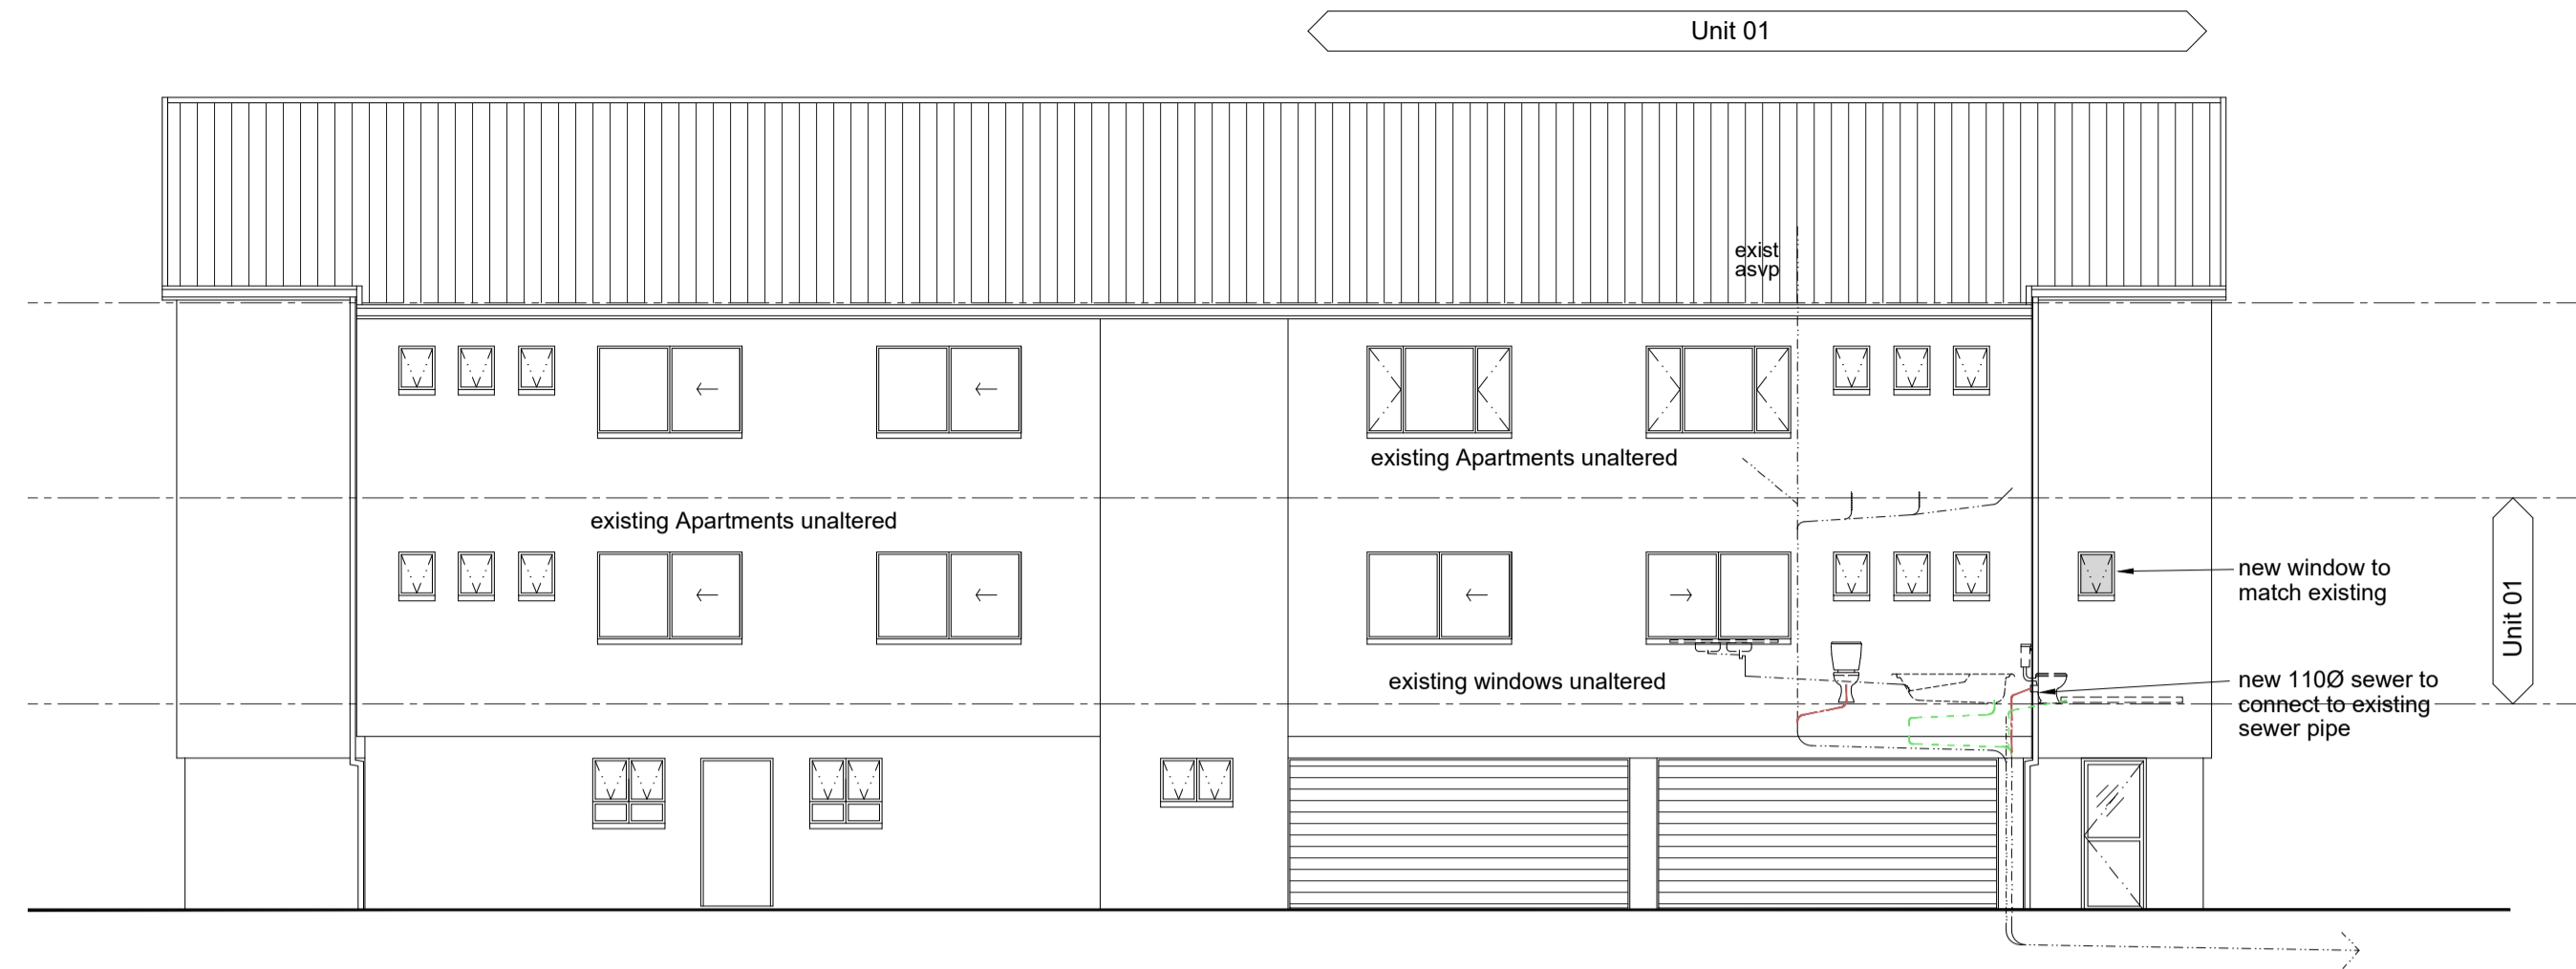 Unit 01
exist
asvp
existing Apartments unaltered
existing Apartments unaltered
new window to
match existing
Unit 01
existing windows unaltered
new 110Ø sewer to
connect to existing
sewer pipe